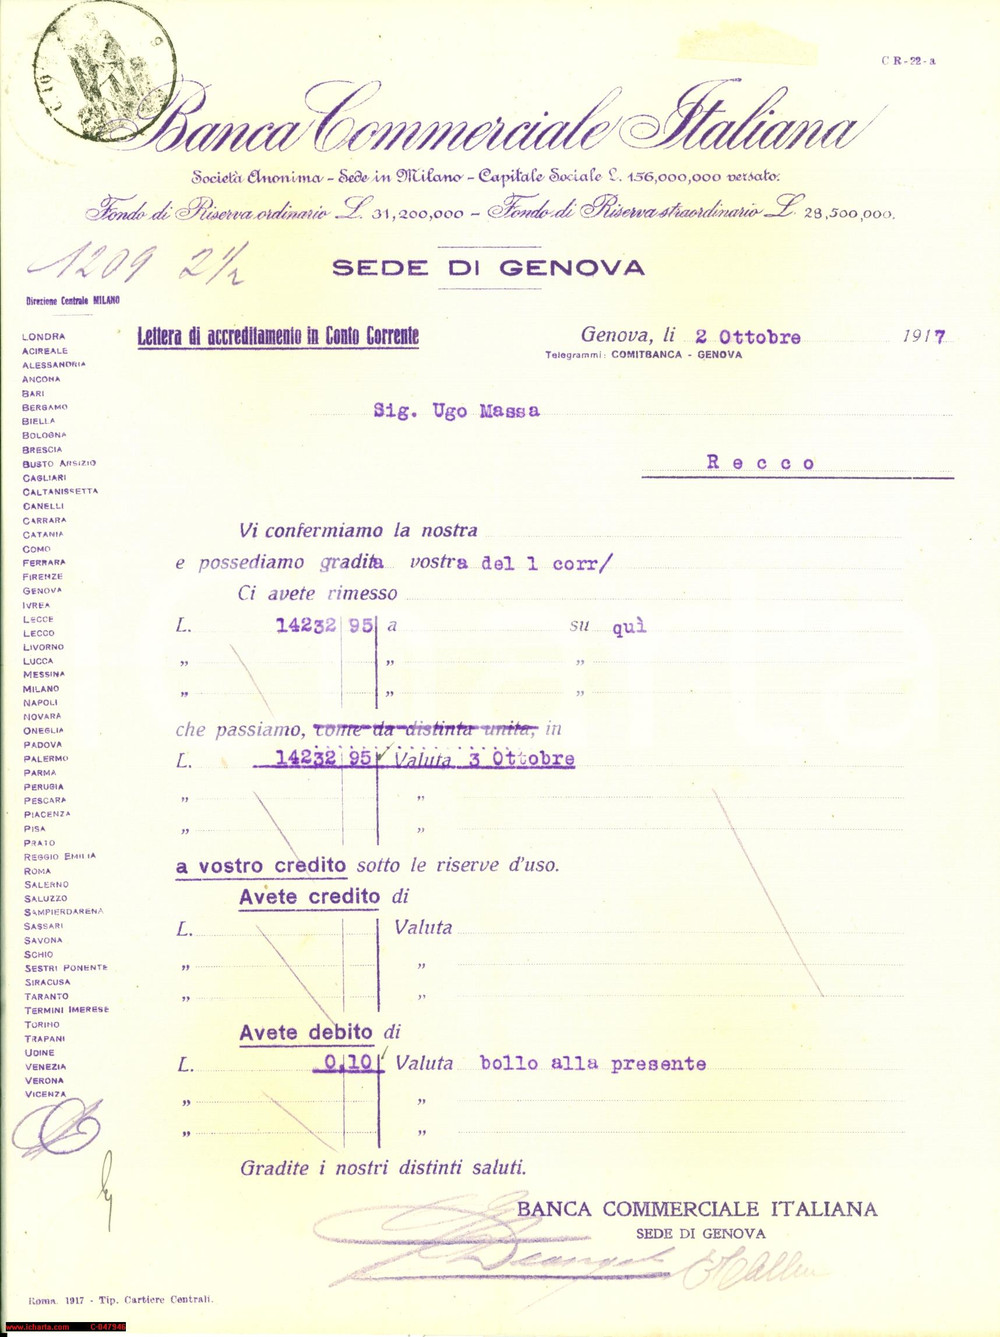 C R - 22 - a
Banca Commerciale Italiana
Società Anonima - Sede in Milano - Capitale Sociale L. 156,000,000 versato.
Fondo di Riserva ordinario L. 31,200,000 - Fondo di Riserva straordinario L. 28,500,000.
1209 2½
SEDE DI GENOVA
Direzione Centrale MILANO
LONDRA
ACIREALE
ALESSANDRIA
ANCONA
BARI
BERGAMO
BIELLA
BOLOGNA
BRESCIA
BUSTO ARSIZIO
CAGLIARI
CALTANISSETTA
CANELLI
CARRARA
CATANIA
COMO
FERRARA
FIRENZE
GENOVA
IVREA
LECCE
LECCO
LIVORNO
LUCCA
MESSINA
MILANO
NAPOLI
NOVARA
ONEGLIA
PADOVA
PALERMO
PARMA
PERUGIA
PESCARA
PIACENZA
PISA
PRATO
REGGIO EMILIA
ROMA
SALERNO
SALUZZO
SAMPIERDARENA
SASSARI
SAVONA
SCHIO
SESTRI PONENTE
SIRACUSA
TARANTO
TERMINI IMERESE
TORINO
TRAPANI
UDINE
VENEZIA
VERONA
VICENZA
Lettera di accreditamento in Conto Corrente
Genova, li 2 Ottobre 1917
Telegrammi: COMITBANCA - GENOVA
Sig. Ugo Massa
Recco
Vi confermiamo la nostra
e possediamo gradita vostra del 1 corr/
Ci avete rimesso
L. 14232 95 a su quì
„ „ „
„ „ „
che passiamo, come da distinta unita, in
L. 14232 95 Valuta 3 Ottobre
„ „
„ „
a vostro credito sotto le riserve d'uso.
Avete credito di
L. Valuta
„ „
„ „
Avete debito di
L. 0,10 Valuta bollo alla presente
„ „
„ „
Gradite i nostri distinti saluti.
BANCA COMMERCIALE ITALIANA
SEDE DI GENOVA
Roma. 1917 - Tip. Cartiere Centrali.
www.icharta.com C-047946